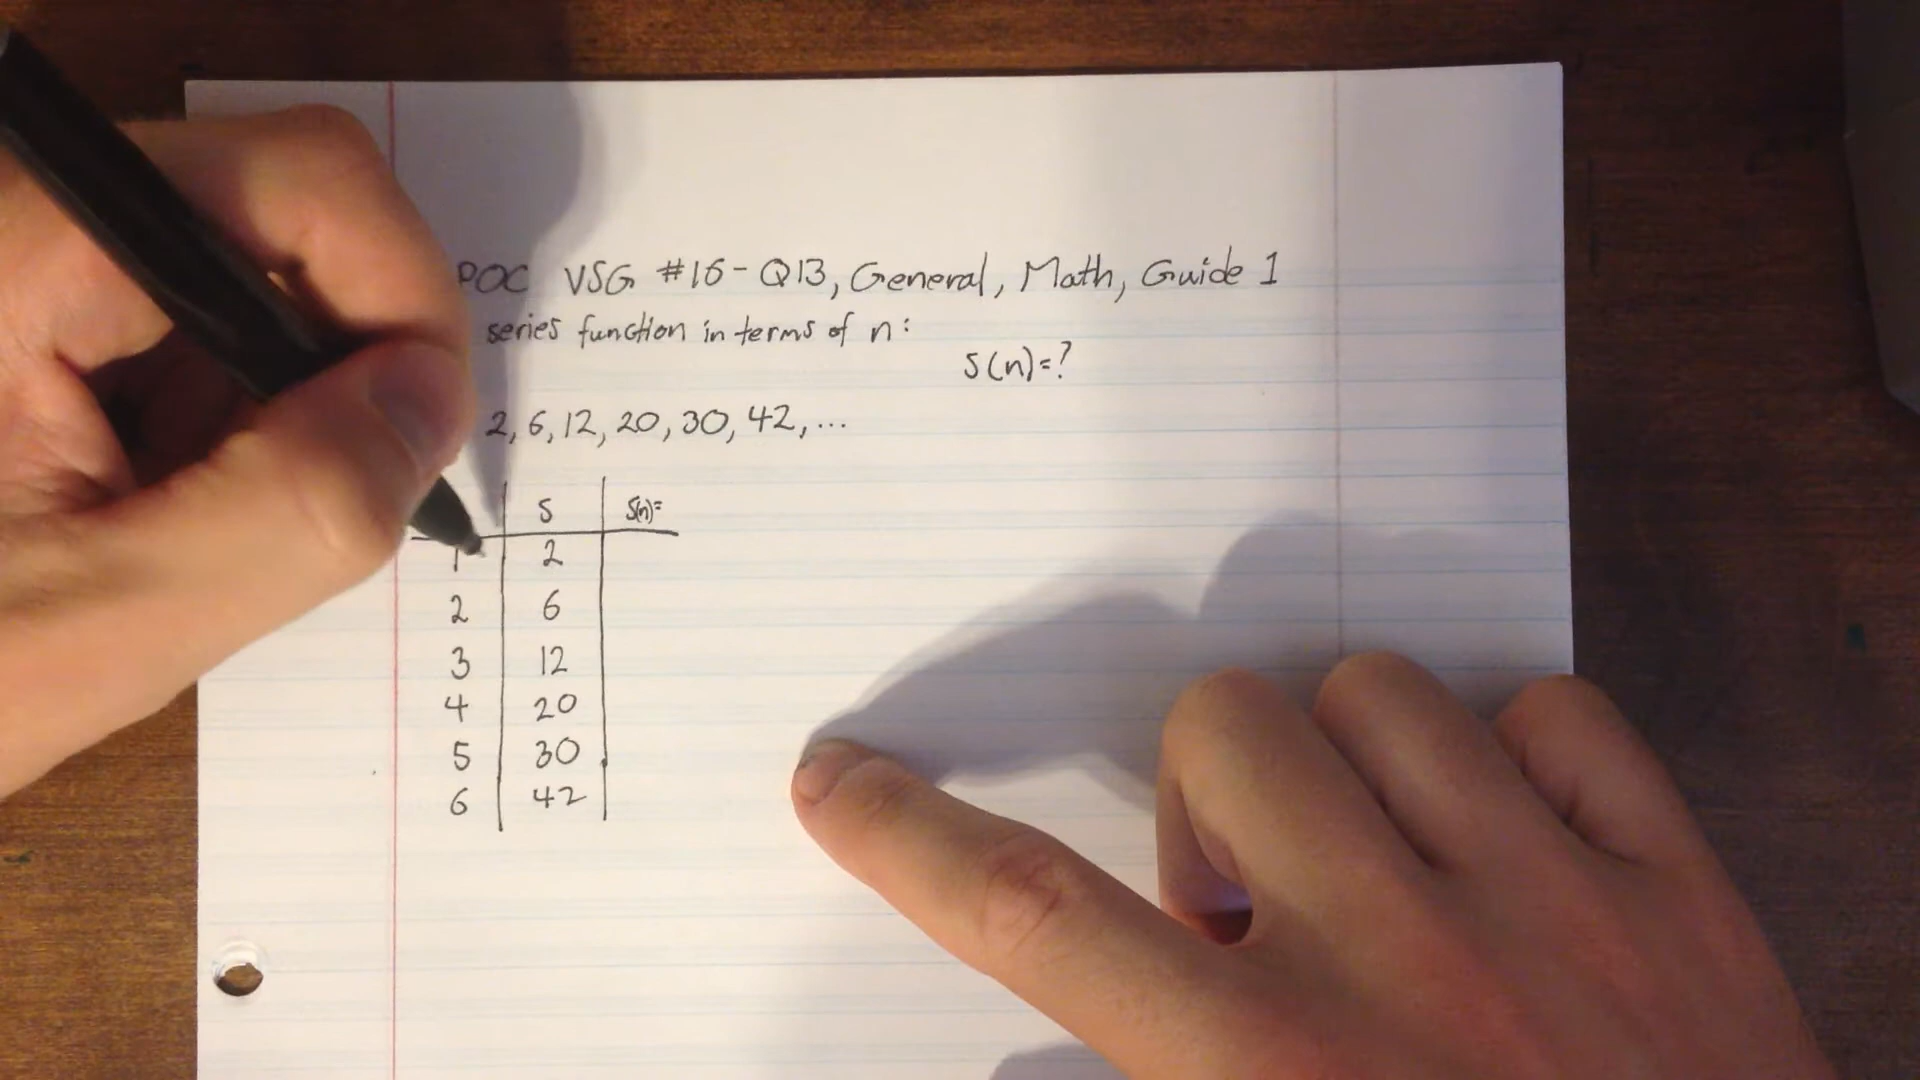 POC VSG #16 - Q13, General, Math, Guide 1
series function in terms of n:
S(n)=?
2, 6, 12, 20, 30, 42, ...
S S(n)=
1 2
2 6
3 12
4 20
5 30
6 42